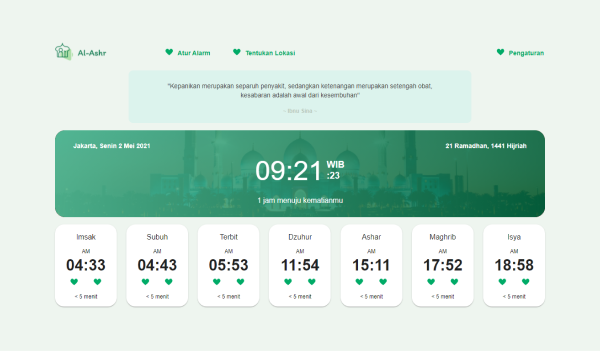 Al-Ashr
Atur Alarm
Tentukan Lokasi
Pengaturan
"Kepanikan merupakan separuh penyakit, sedangkan ketenangan merupakan setengah obat,
kesabaran adalah awal dari kesembuhan"
-- Ibnu Sina --
Jakarta, Senin 2 Mei 2021
21 Ramadhan, 1441 Hijriah
09:21 WIB :23
1 jam menuju kematianmu
Imsak
AM
04:33
< 5 menit
Subuh
AM
04:43
< 5 menit
Terbit
AM
05:53
< 5 menit
Dzuhur
AM
11:54
< 5 menit
Ashar
AM
15:11
< 5 menit
Maghrib
AM
17:52
< 5 menit
Isya
AM
18:58
< 5 menit